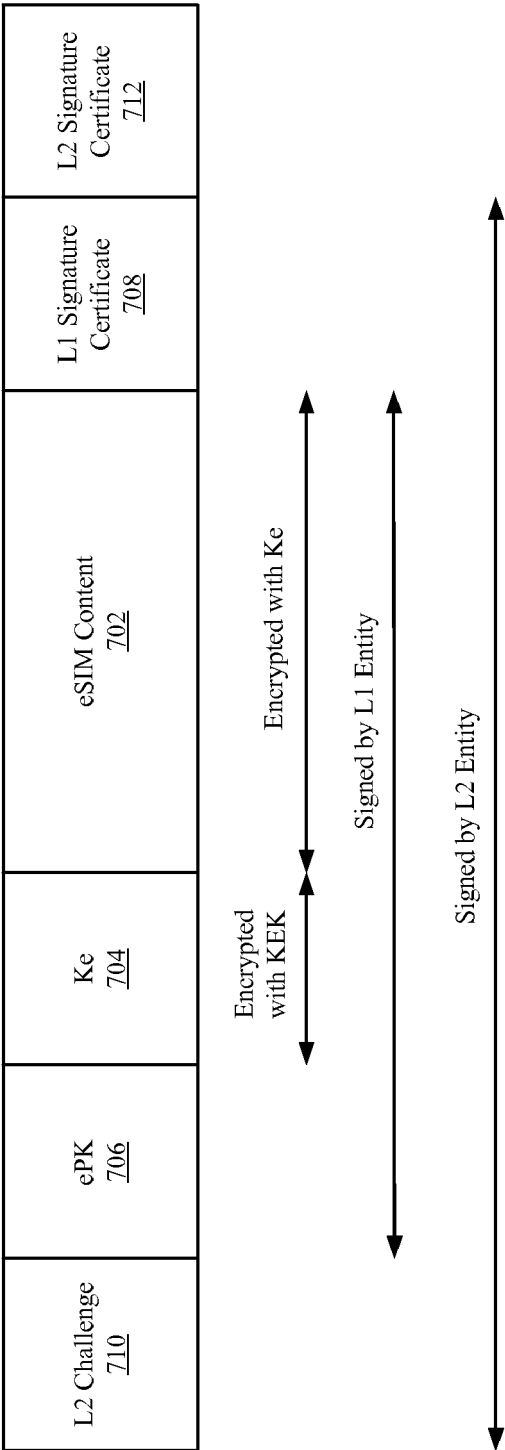 L2 Challenge
710
ePK
706
Ke
704
eSIM Content
702
L1 Signature
Certificate
708
L2 Signature
Certificate
712
Encrypted
with KEK
Encrypted with Ke
Signed by L1 Entity
Signed by L2 Entity